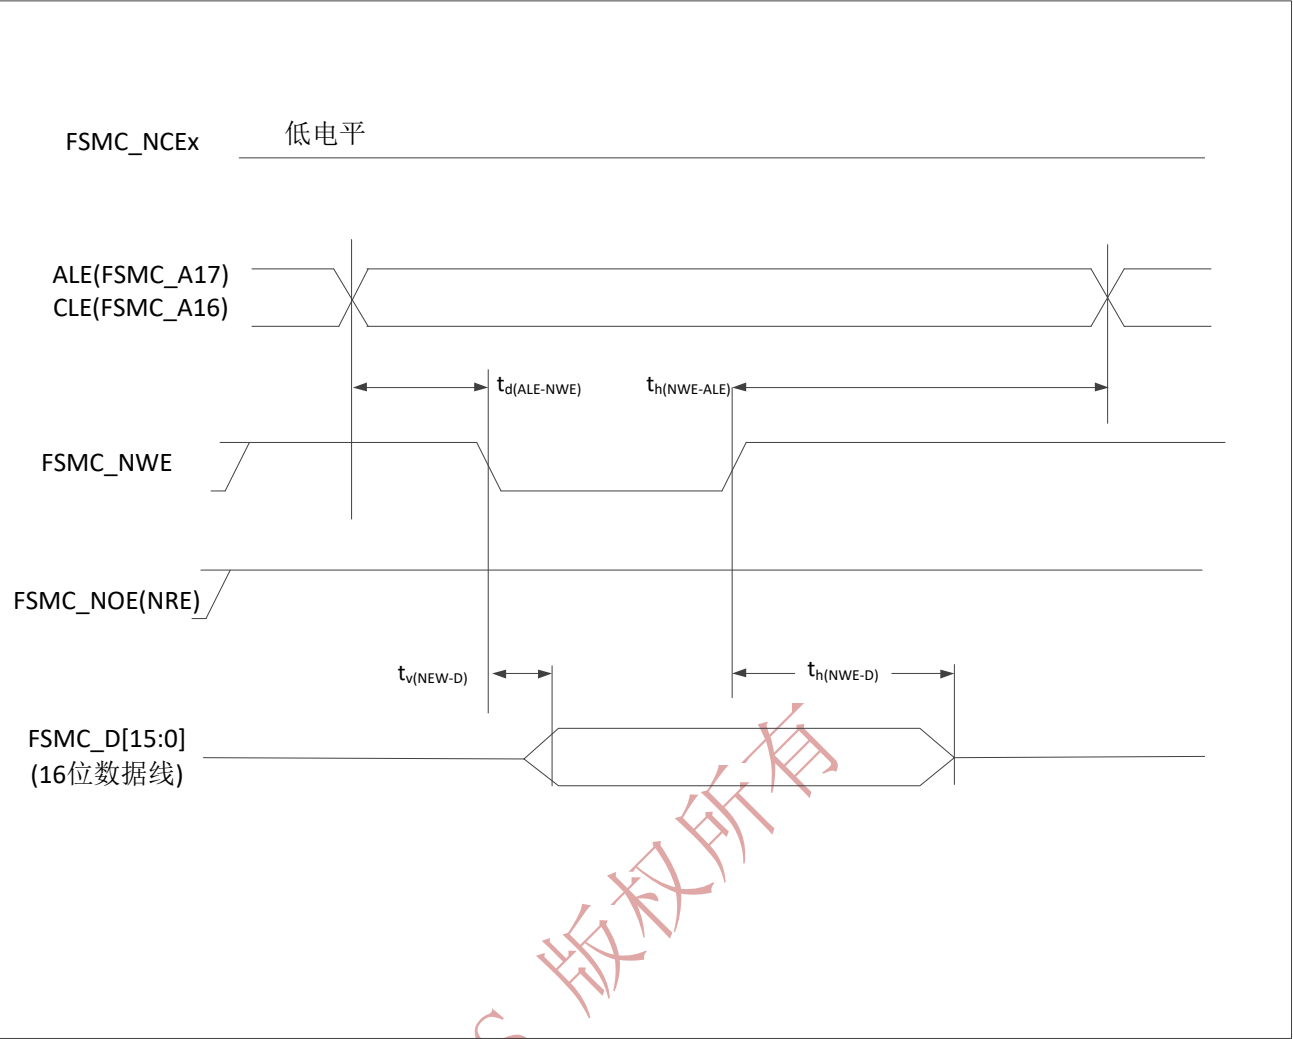 FSMC_NCEx
低电平
ALE(FSMC_A17)
CLE(FSMC_A16)
td(ALE-NWE)
th(NWE-ALE)
FSMC_NWE
FSMC_NOE(NRE)
tv(NEW-D)
th(NWE-D)
FSMC_D[15:0]
(16位数据线)
版权所有